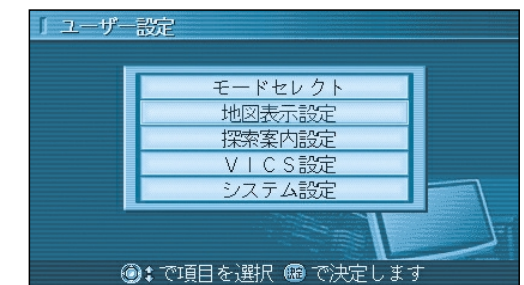 ユーザー設定
モードセレクト
地図表示設定
探索案内設定
ＶＩＣＳ設定
システム設定
で項目を選択 決定 で決定します